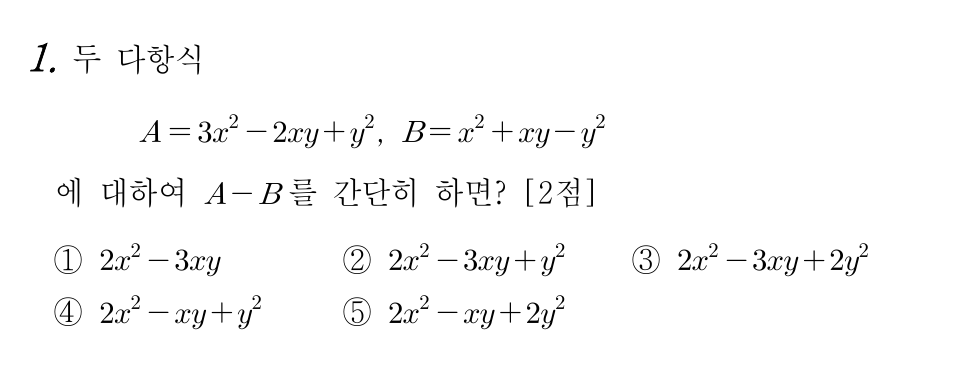 1. 두 다항식
A = 3x² − 2xy + y², B = x² + xy − y²
에 대하여 A − B를 간단히 하면? [2점]
① 2x² − 3xy ② 2x² − 3xy + y² ③ 2x² − 3xy + 2y²
④ 2x² − xy + y² ⑤ 2x² − xy + 2y²